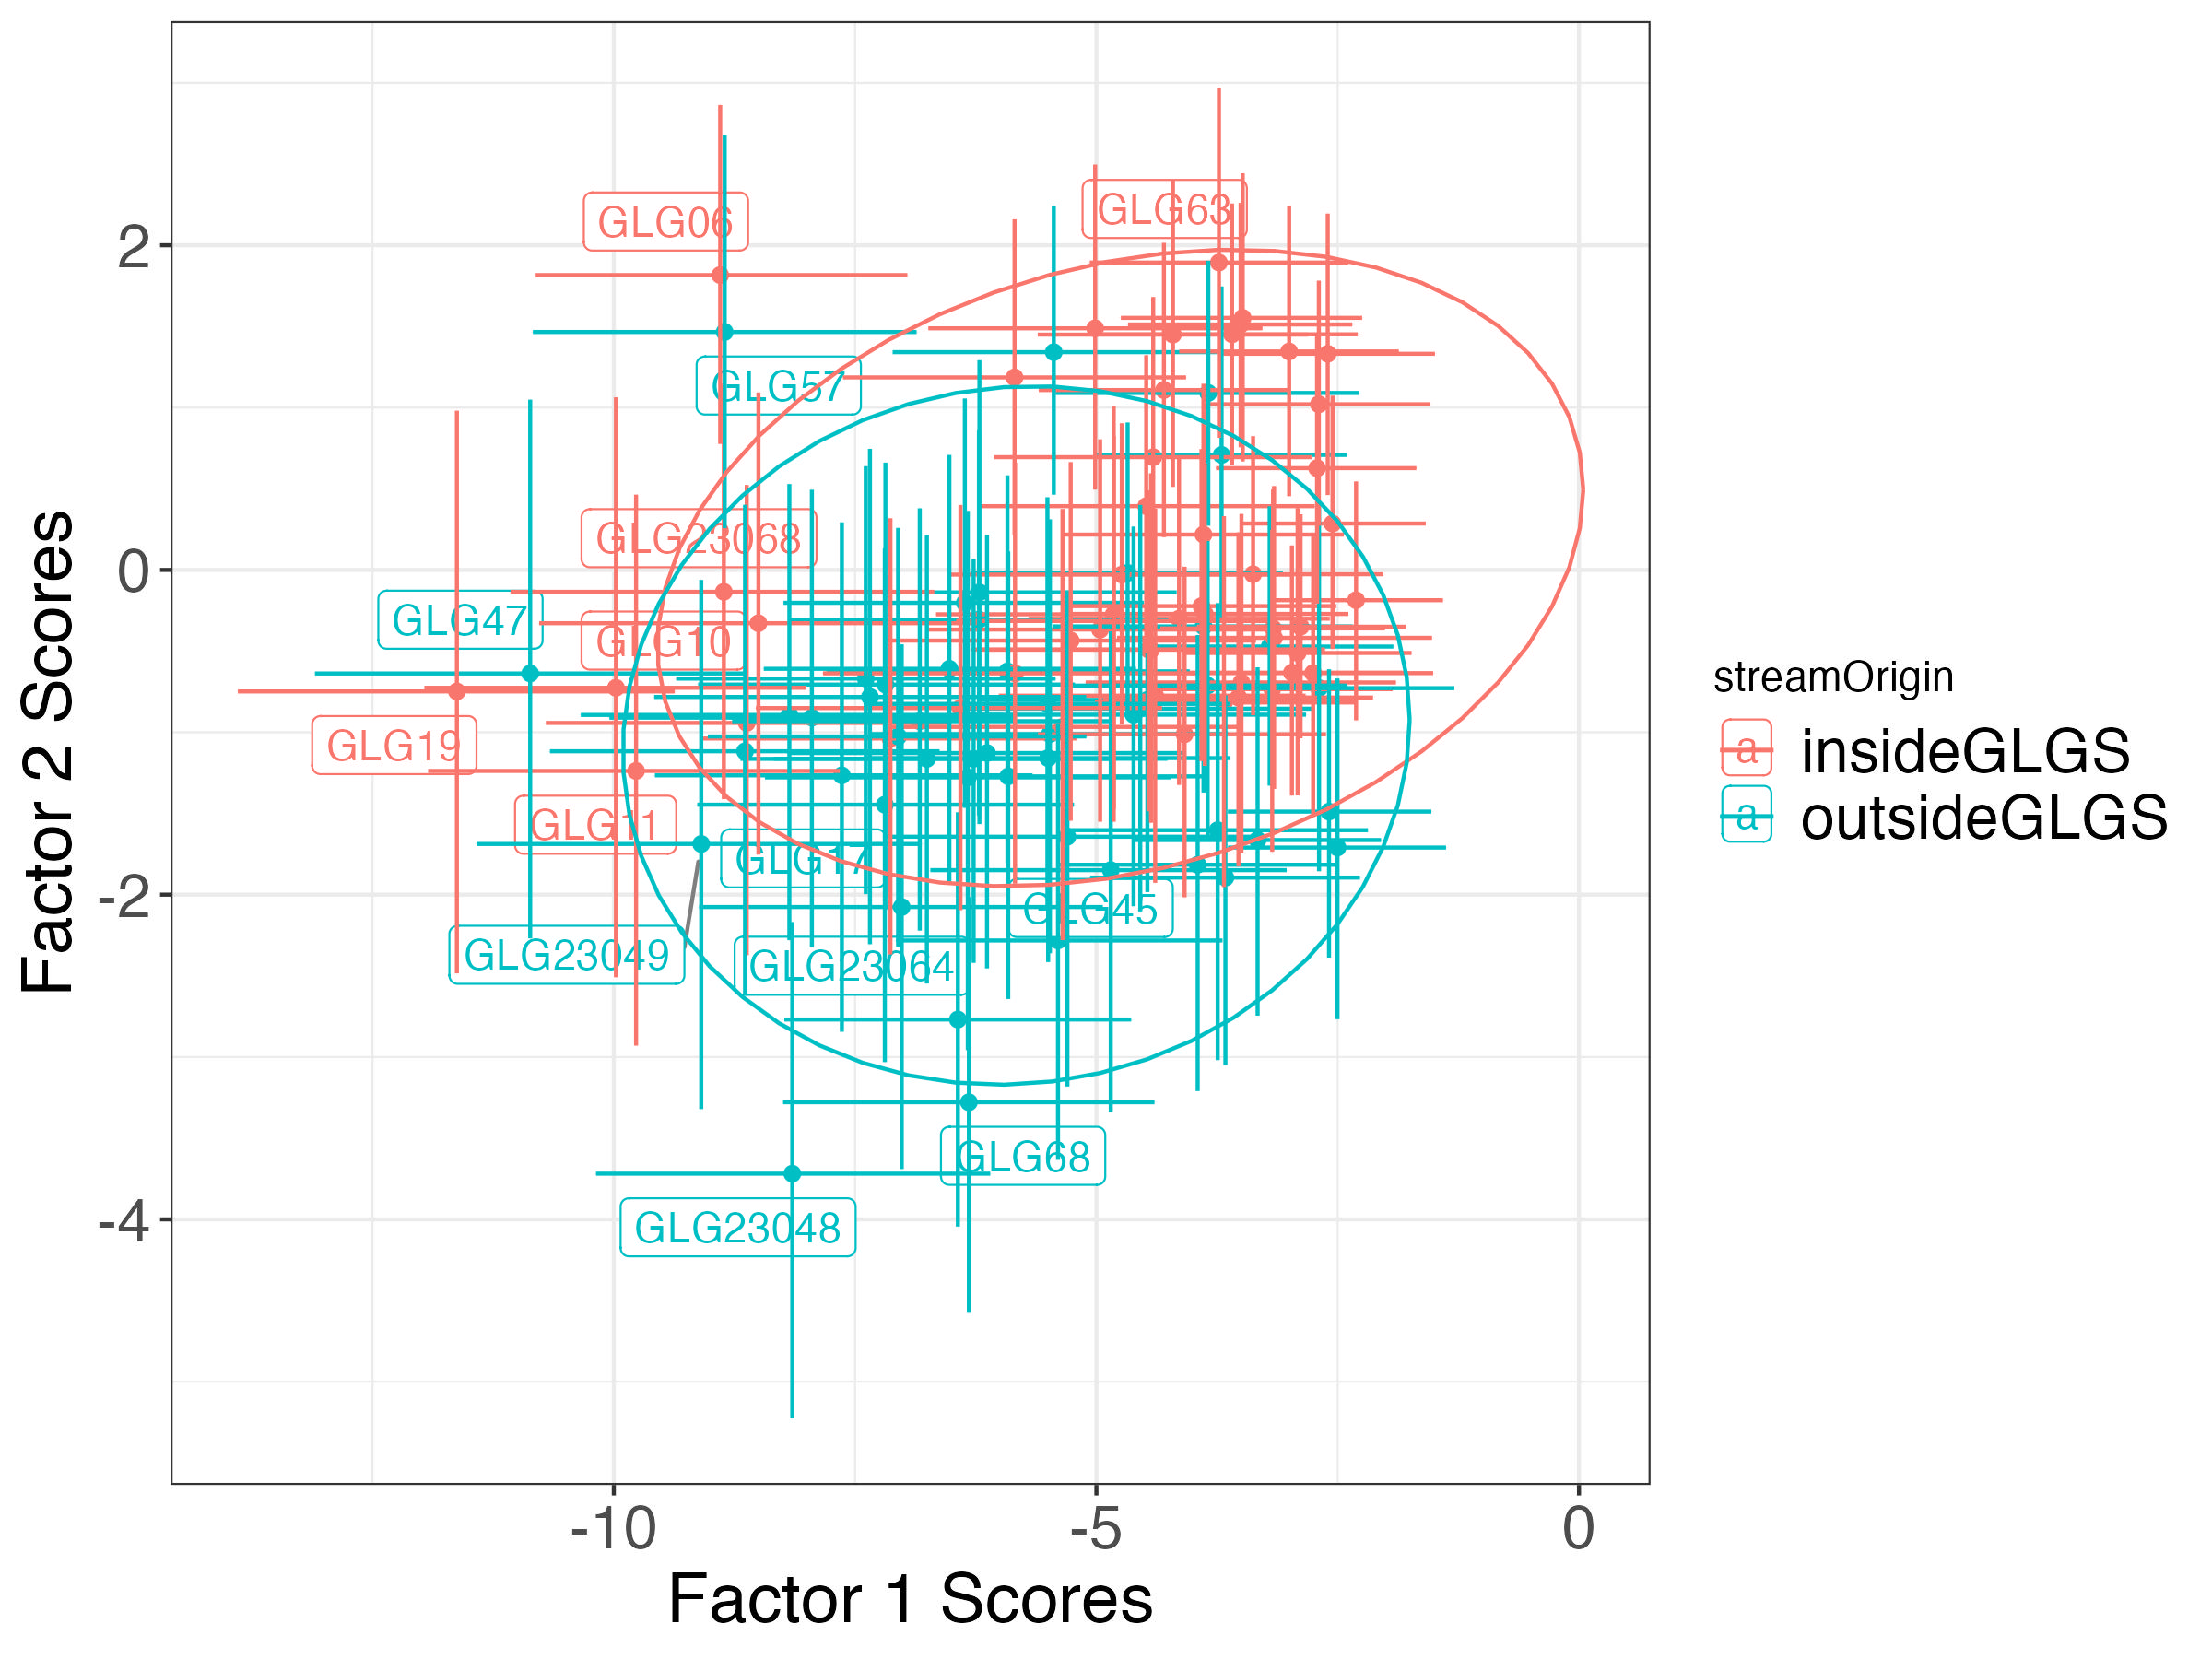 GLG06
GLG63
GLG57
GLG23068
GLG47
GLG10
GLG19
GLG11
GLG17
GLG45
GLG23049
GLG23064
GLG68
GLG23048
2
0
-2
-4
-10
-5
0
Factor 1 Scores
Factor 2 Scores
streamOrigin
a insideGLGS
a outsideGLGS